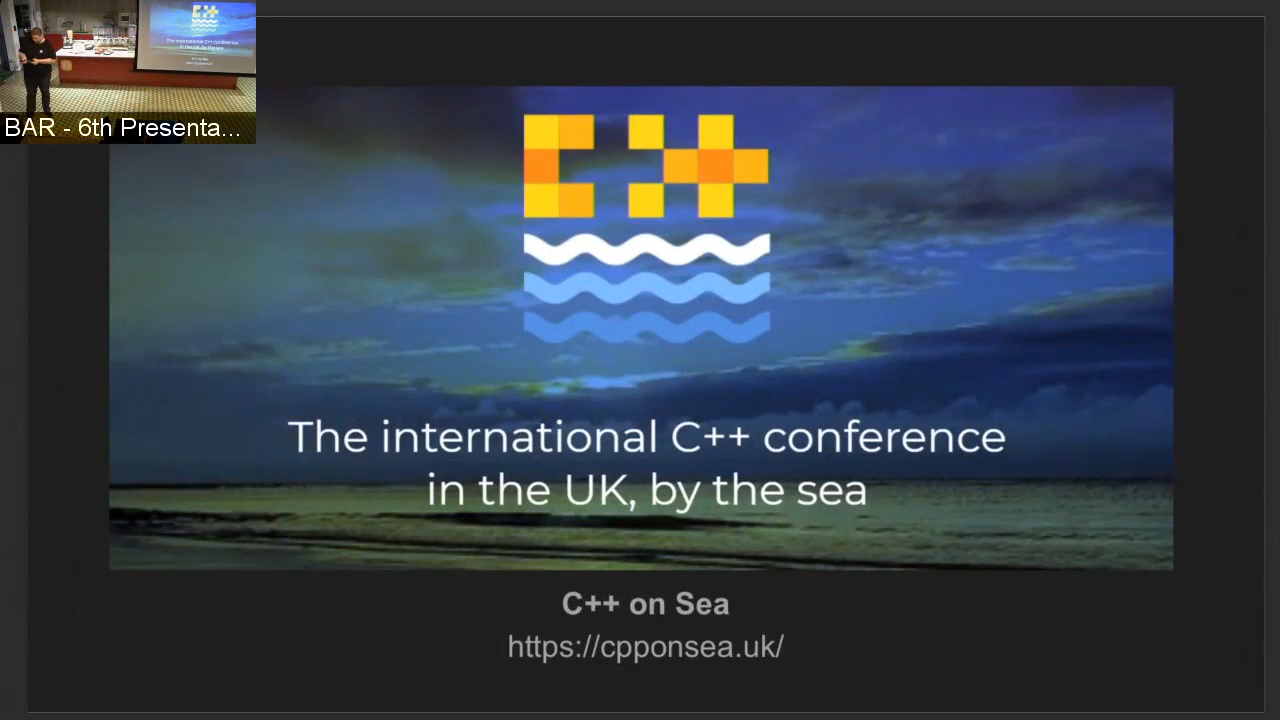 BAR - 6th Presenta...
The international C++ conference
in the UK, by the sea
C++ on Sea
https://cpponsea.uk/